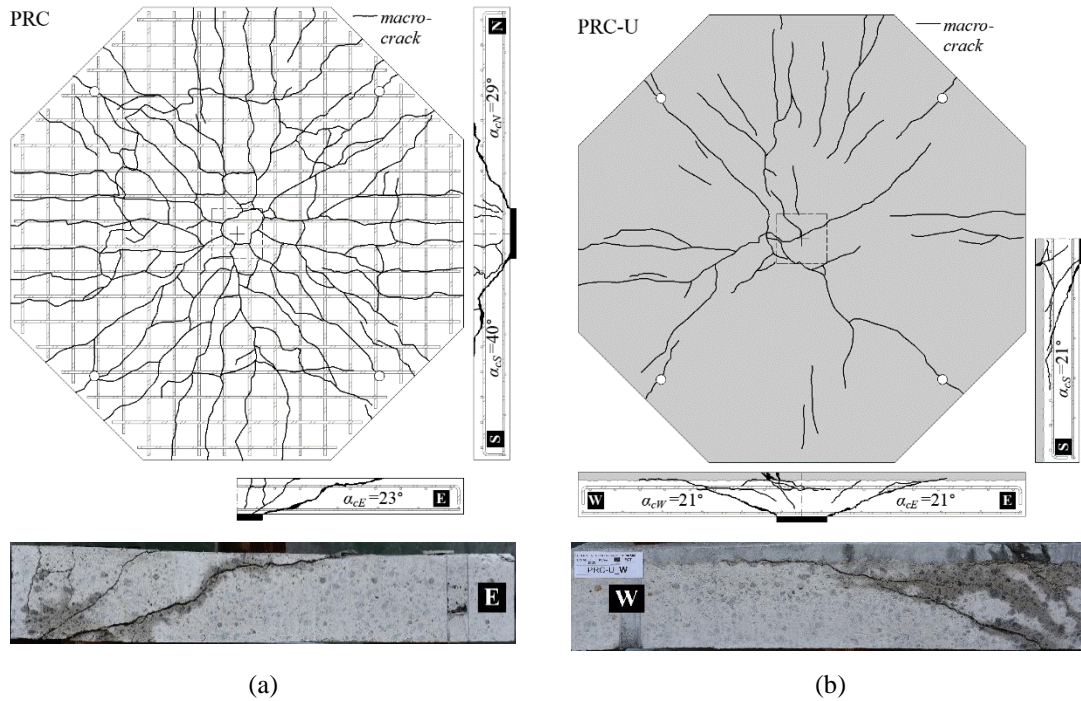 PRC
macro-
crack
N
αcN=29°
αcS=40°
S
αcE=23°
E
E
(a)
PRC-U
macro-
crack
αcS=21°
S
W
αcW=21°
αcE=21°
E
PRC-U_W
W
(b)